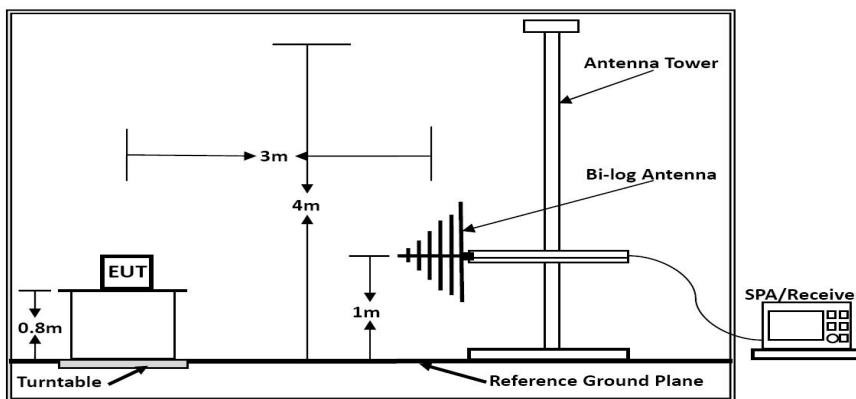 Antenna Tower
3m
Bi-log Antenna
4m
EUT
SPA/Receive
0.8m
1m
Turntable
Reference Ground Plane